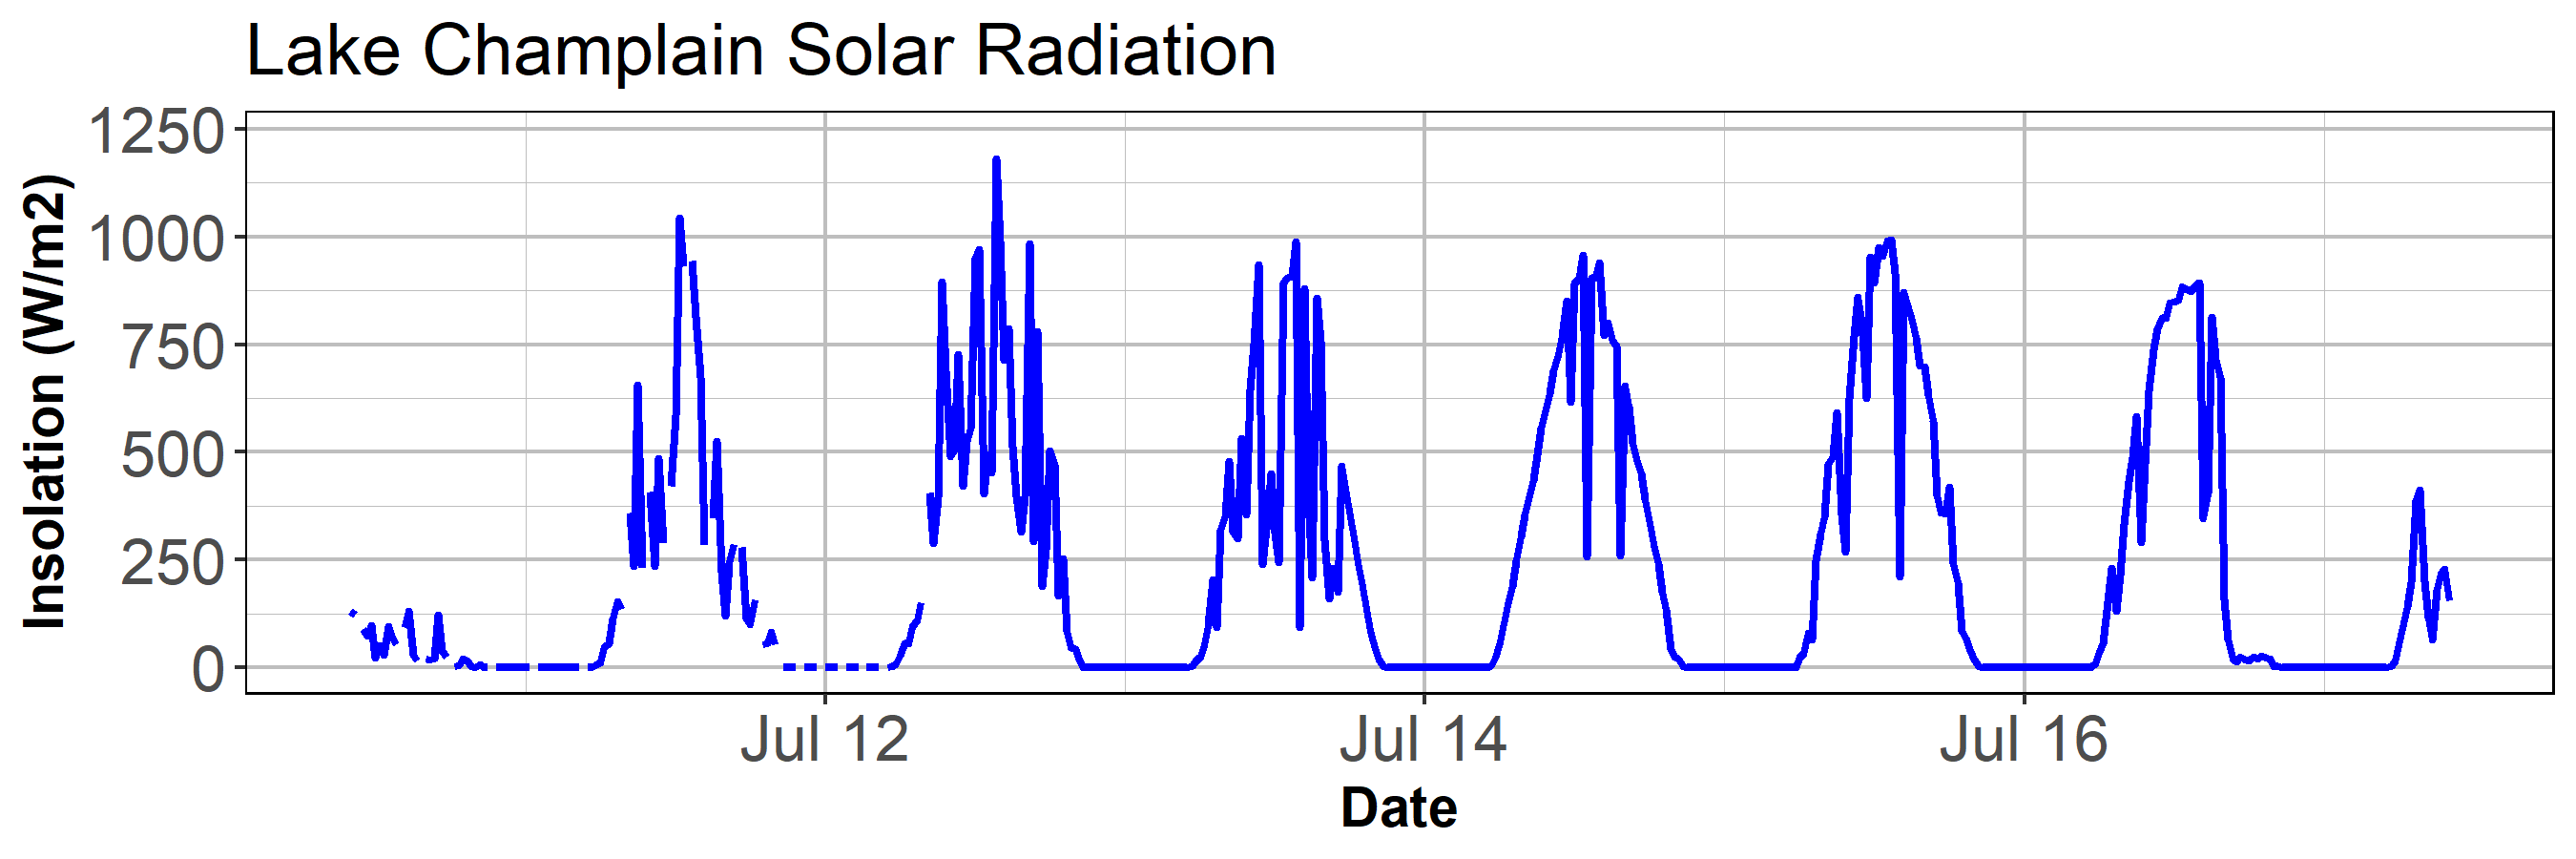 Lake Champlain Solar Radiation
Insolation (W/m2)
1250
1000
750
500
250
0
Jul 12
Jul 14
Jul 16
Date